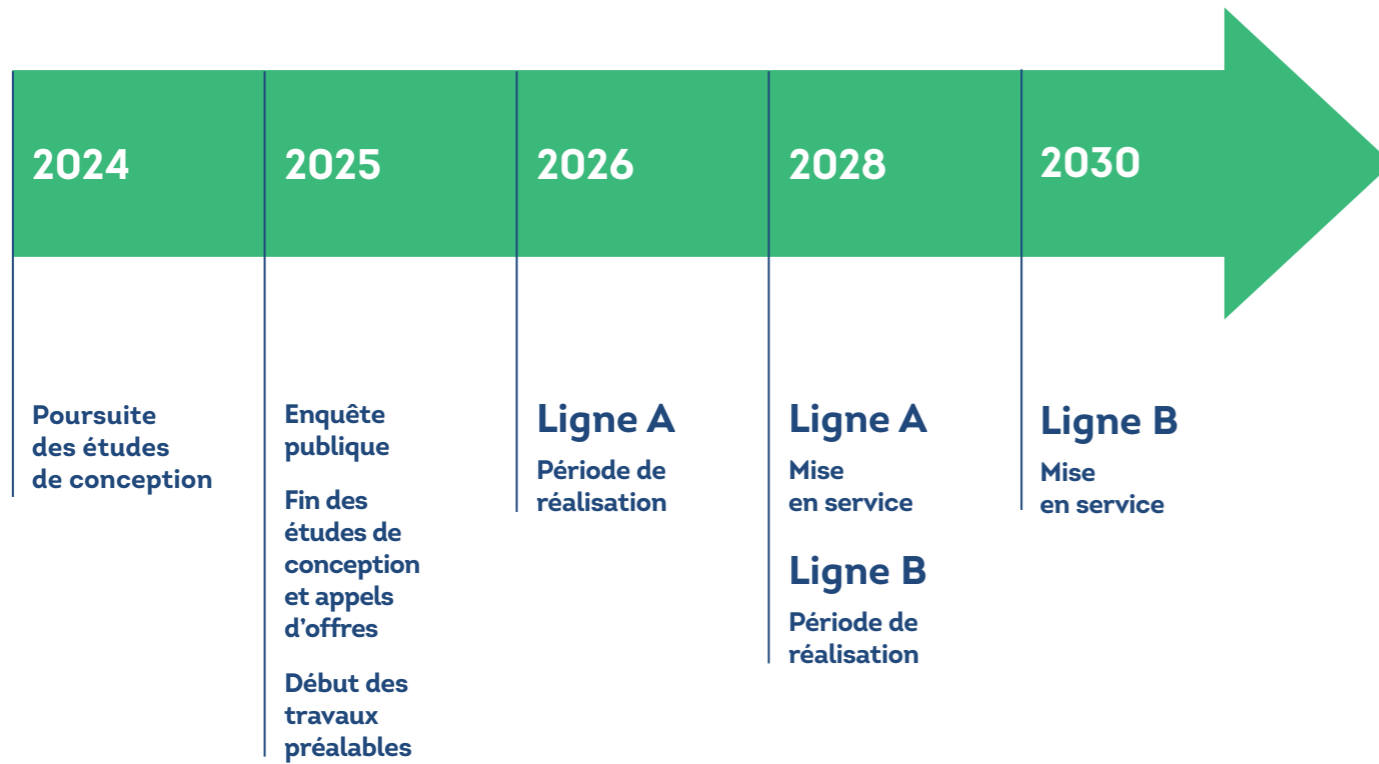 2024
2025
2026
2028
2030
Poursuite
des études
de conception
Enquête
publique
Fin des
études de
conception
et appels
d’offres
Début des
travaux
préalables
Ligne A
Période de
réalisation
Ligne A
Mise
en service
Ligne B
Période de
réalisation
Ligne B
Mise
en service